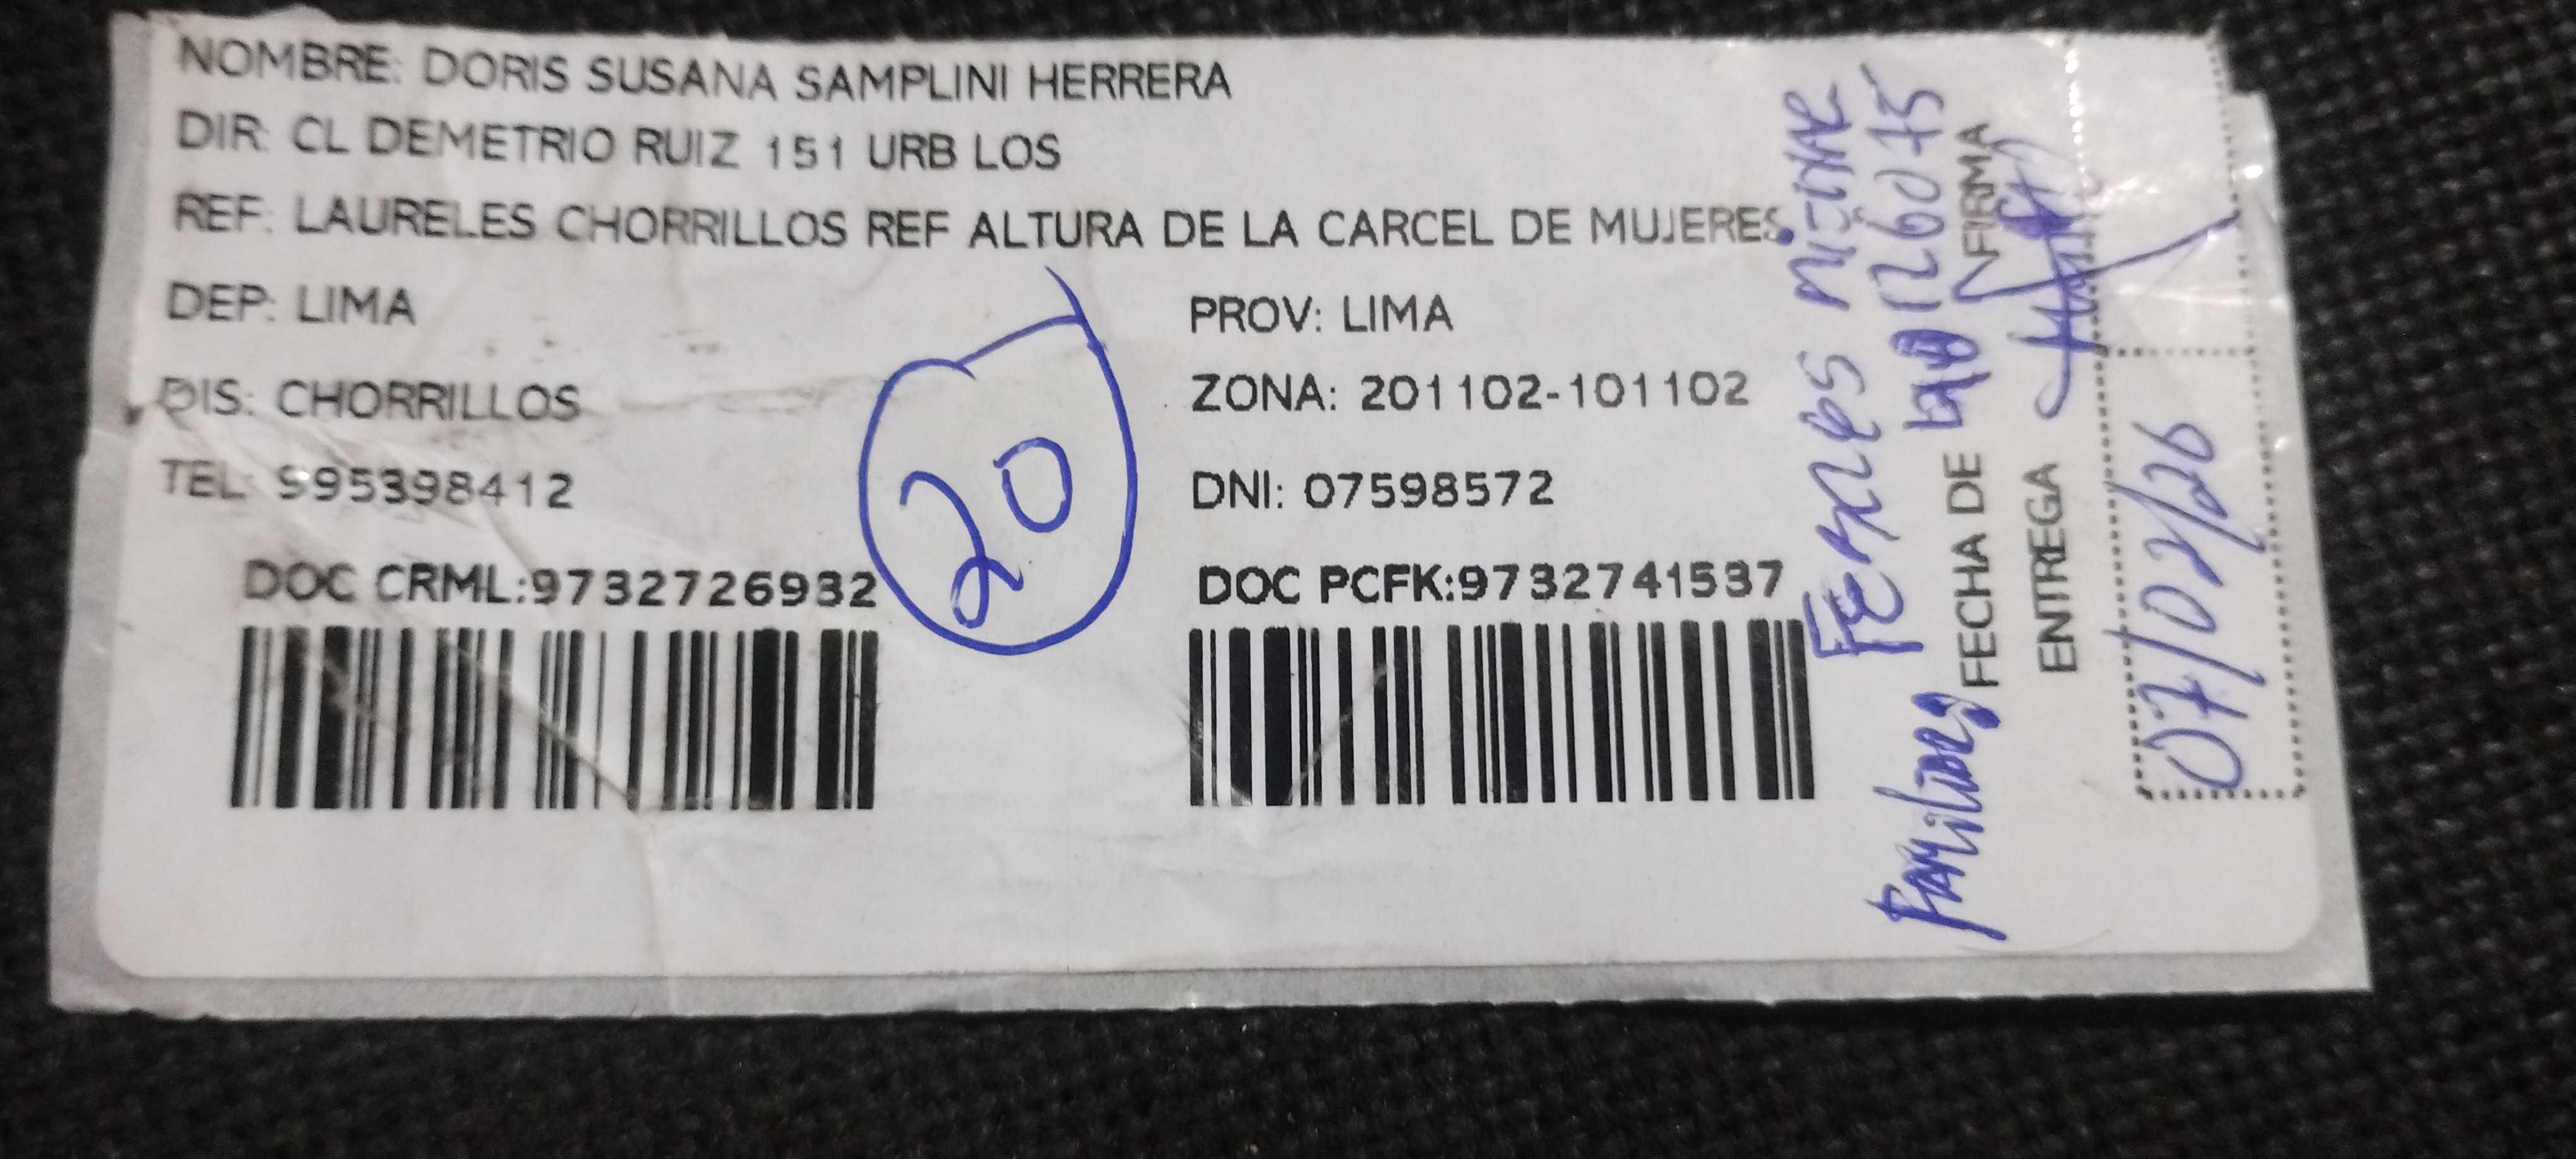 NOMBRE: DORIS SUSANA SAMPLINI HERRERA
DIR: CL DEMETRIO RUIZ 151 URB LOS
REF: LAURELES CHORRILLOS REF ALTURA DE LA CARCEL DE MUJERES
DEP: LIMA
PROV: LIMA
DIS: CHORRILLOS
ZONA: 201102-101102
TEL: 995398412
DNI: 07598572
20
DOC CRML:9732726932
DOC PCFK:9732741537
Familiar
FECHA DE
ENTREGA
FIRMA
07/02/26